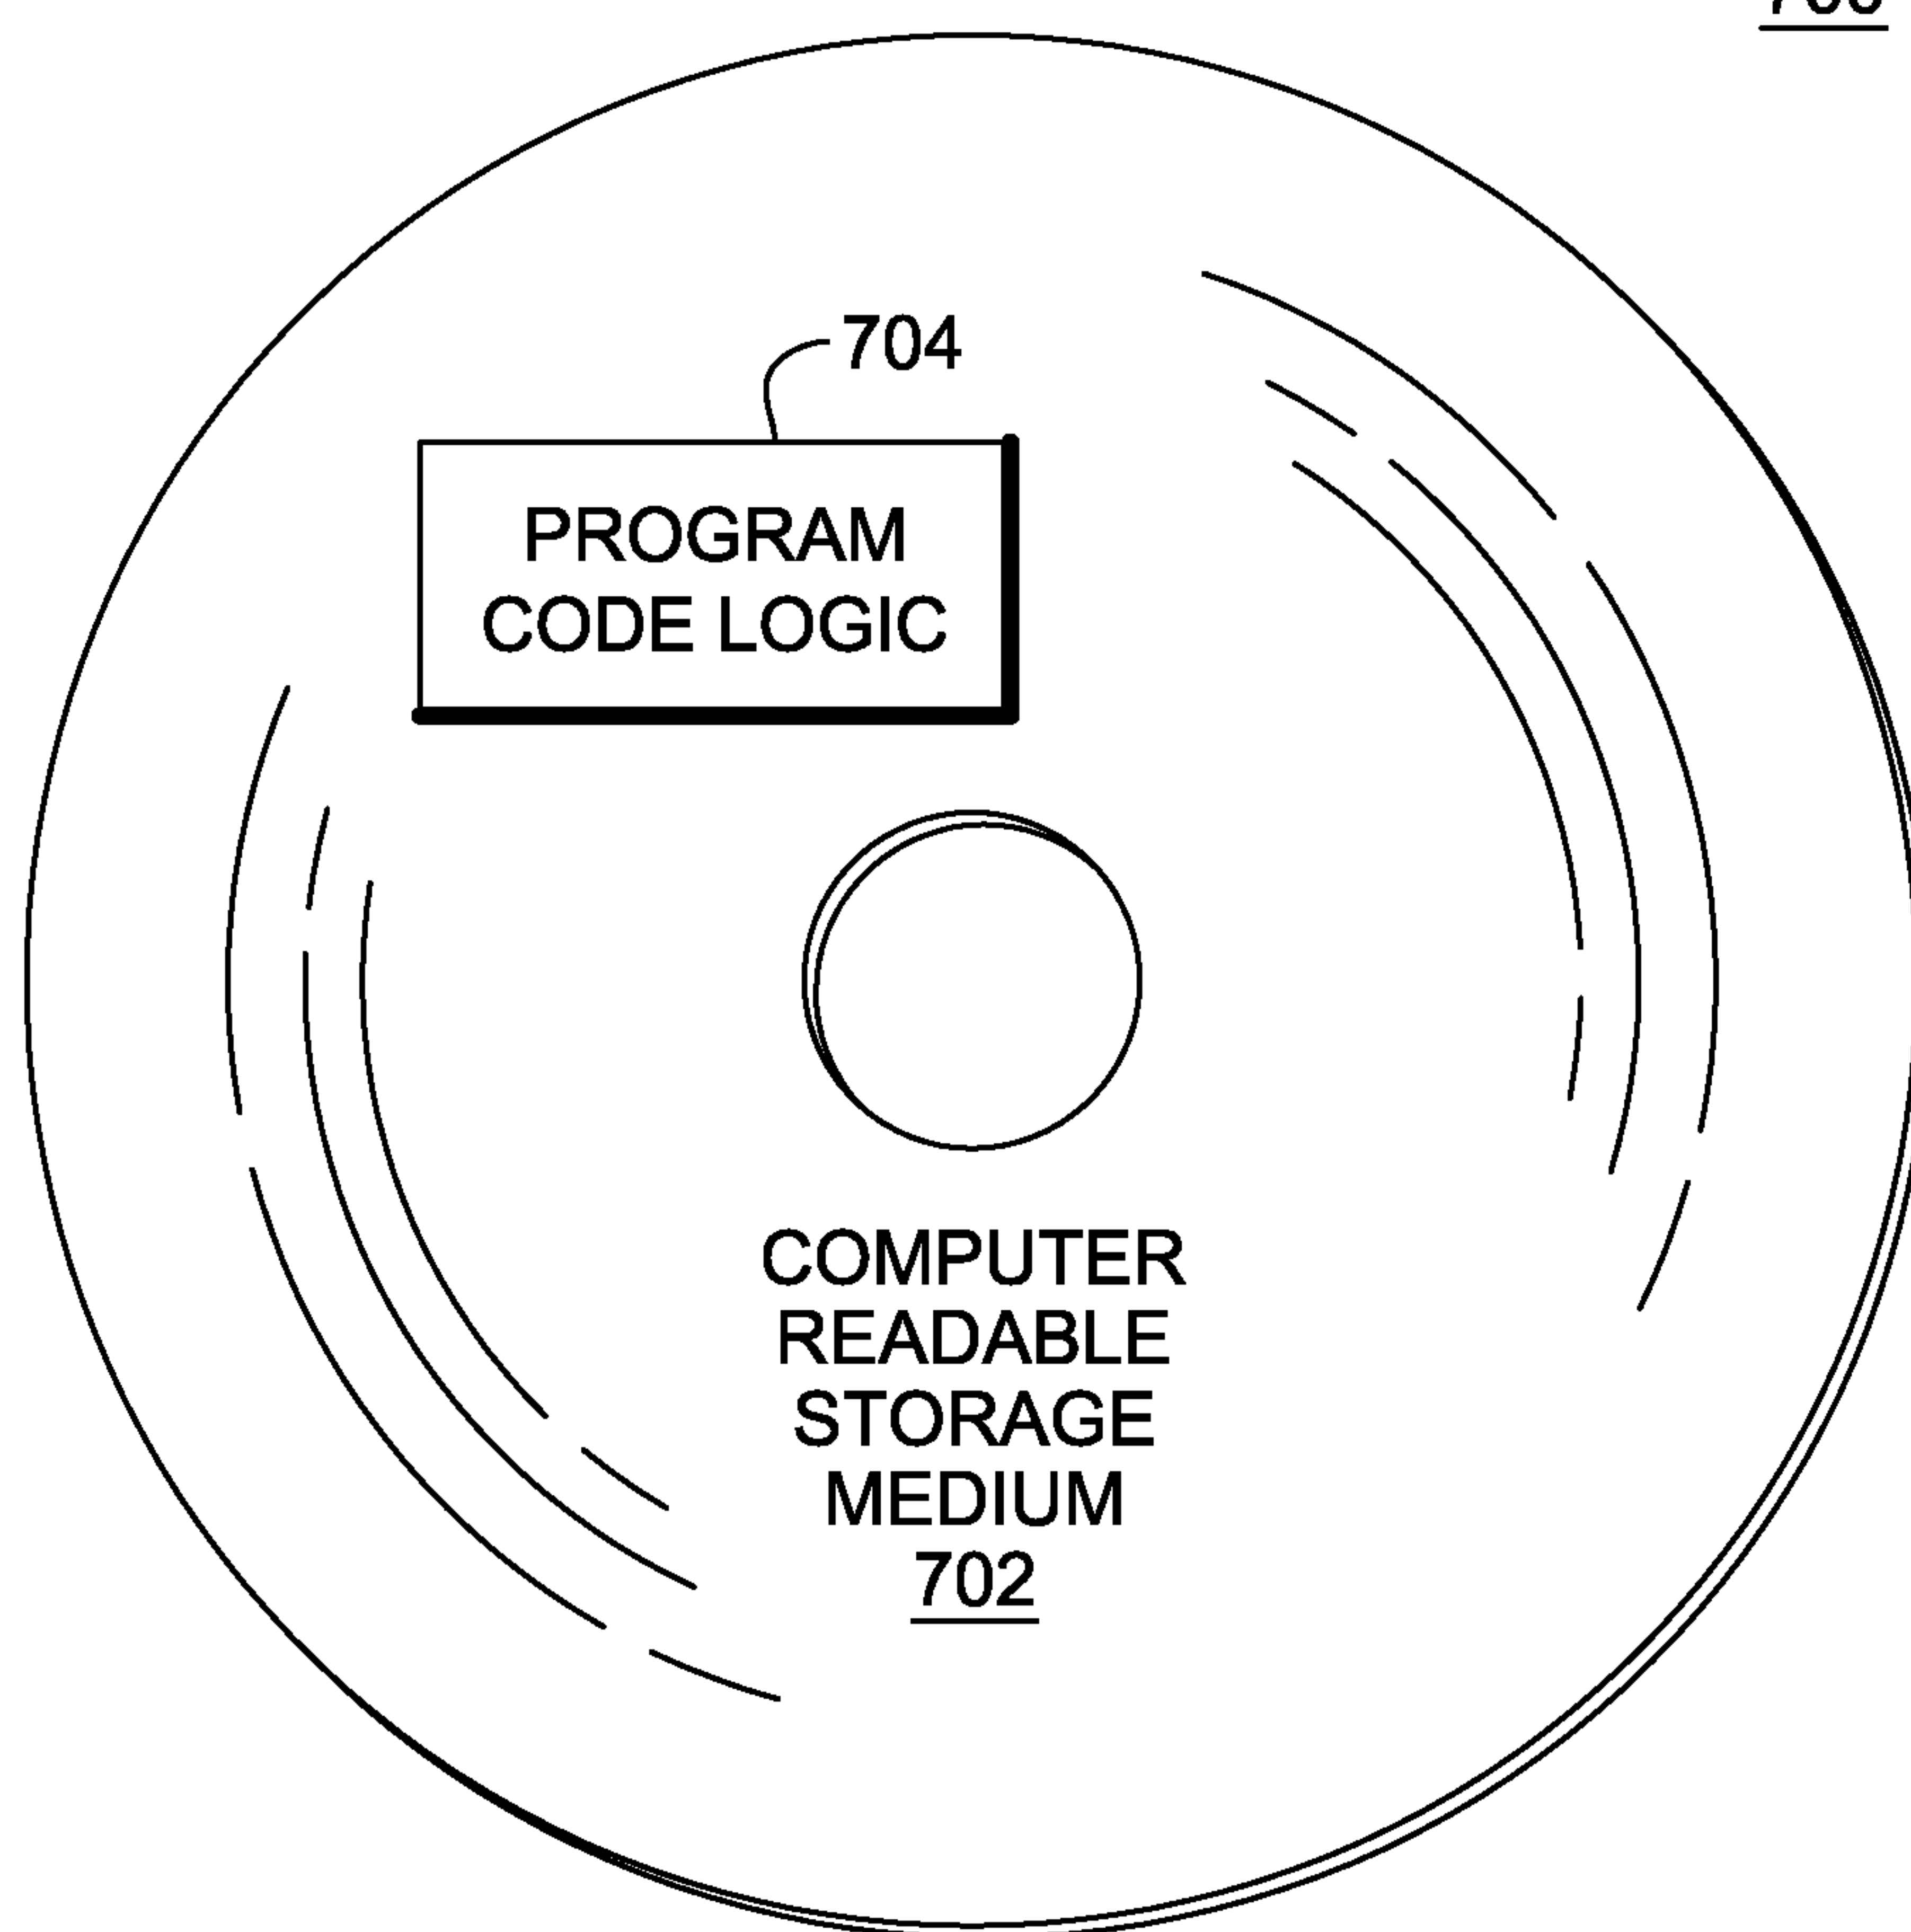 704
PROGRAM
CODE LOGIC
COMPUTER
READABLE
STORAGE
MEDIUM
702